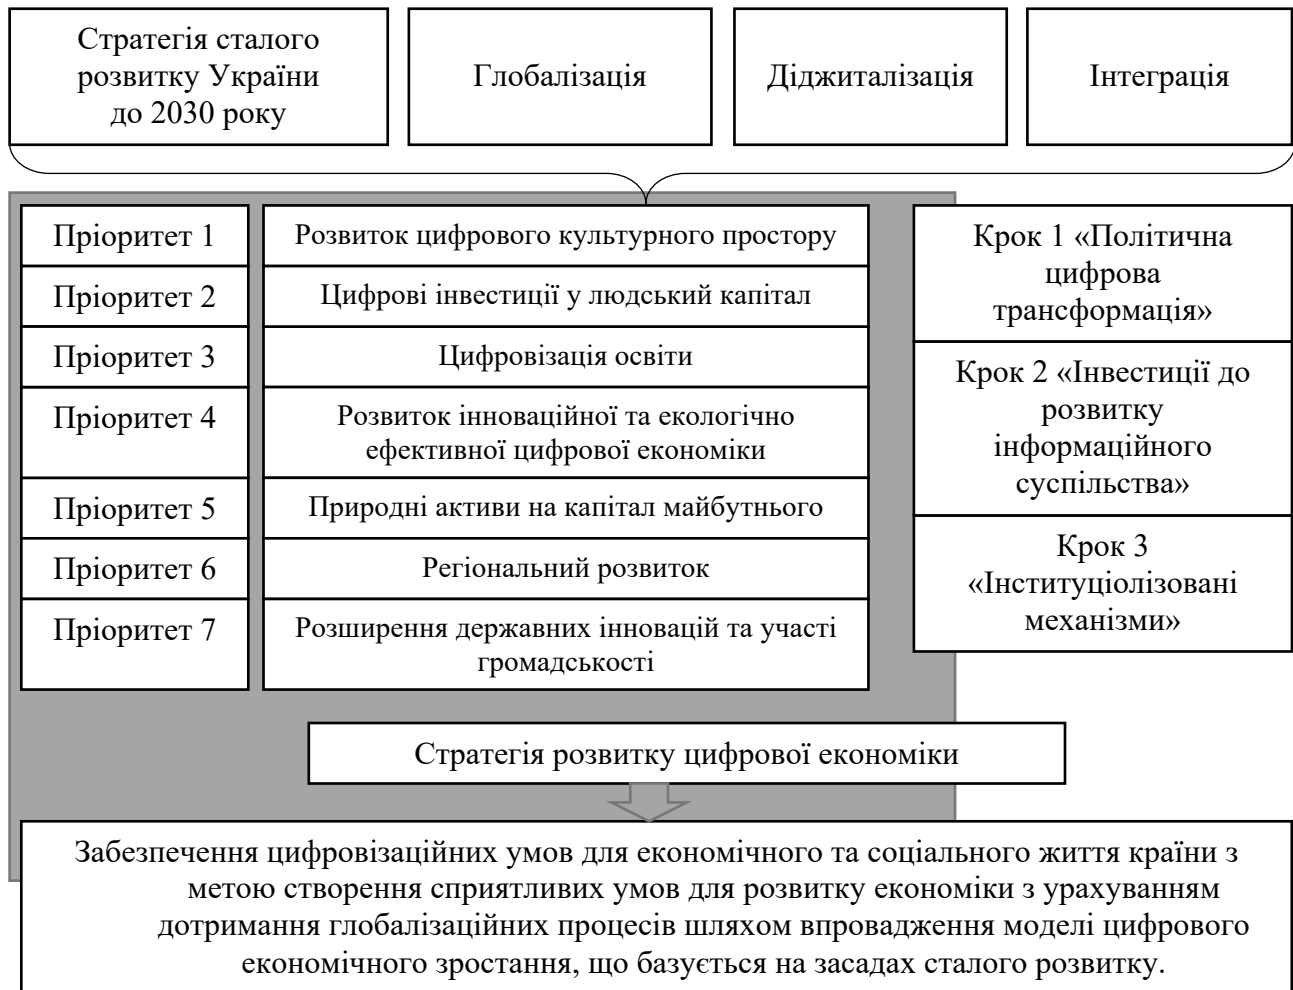 Стратегія сталого
розвитку України
до 2030 року
Глобалізація
Діджиталізація
Інтеграція
Пріоритет 1
Розвиток цифрового культурного простору
Пріоритет 2
Цифрові інвестиції у людський капітал
Пріоритет 3
Цифровізація освіти
Пріоритет 4
Розвиток інноваційної та екологічно
ефективної цифрової економіки
Пріоритет 5
Природні активи на капітал майбутнього
Пріоритет 6
Регіональний розвиток
Пріоритет 7
Розширення державних інновацій та участі
громадськості
Крок 1 «Політична
цифрова
трансформація»
Крок 2 «Інвестиції до
розвитку
інформаційного
суспільства»
Крок 3
«Інституціолізовані
механізми»
Стратегія розвитку цифрової економіки
Забезпечення цифровізаційних умов для економічного та соціального життя країни з
метою створення сприятливих умов для розвитку економіки з урахуванням
дотримання глобалізаційних процесів шляхом впровадження моделі цифрового
економічного зростання, що базується на засадах сталого розвитку.